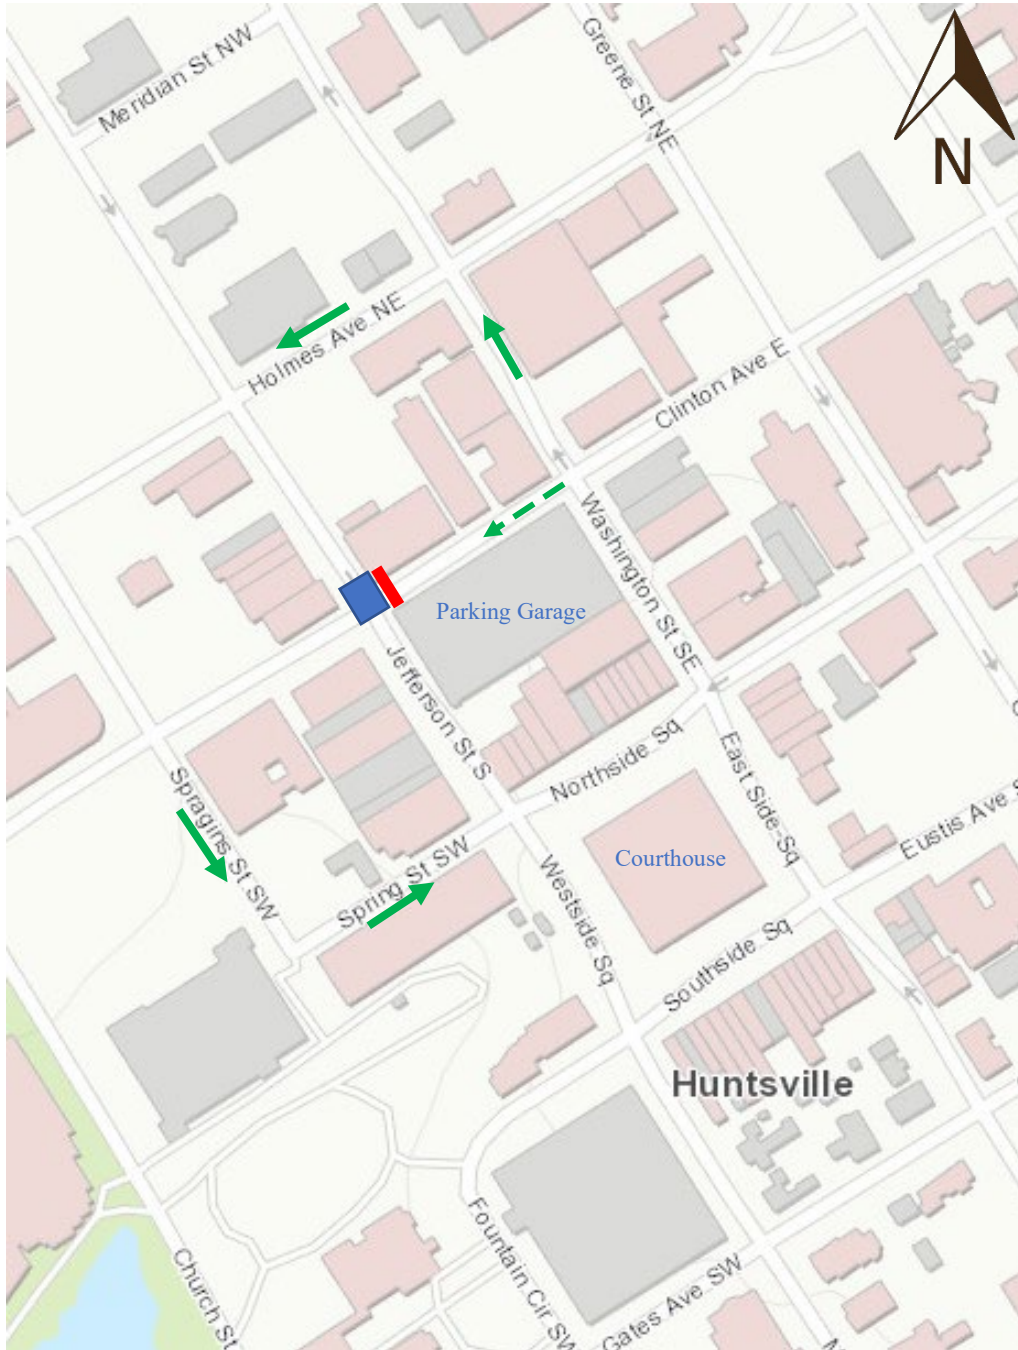 Meridian St NW
Greene St NE
N
Holmes Ave NE
Clinton Ave E
Washington St SE
Parking Garage
Jefferson St S
Northside Sq
East Side-Sq
Eustis Ave
Courthouse
Spragins St SW
Spring St SW
Westside Sq
Southside Sq
Huntsville
Fountain Cir SW
Gates Ave SW
Church St